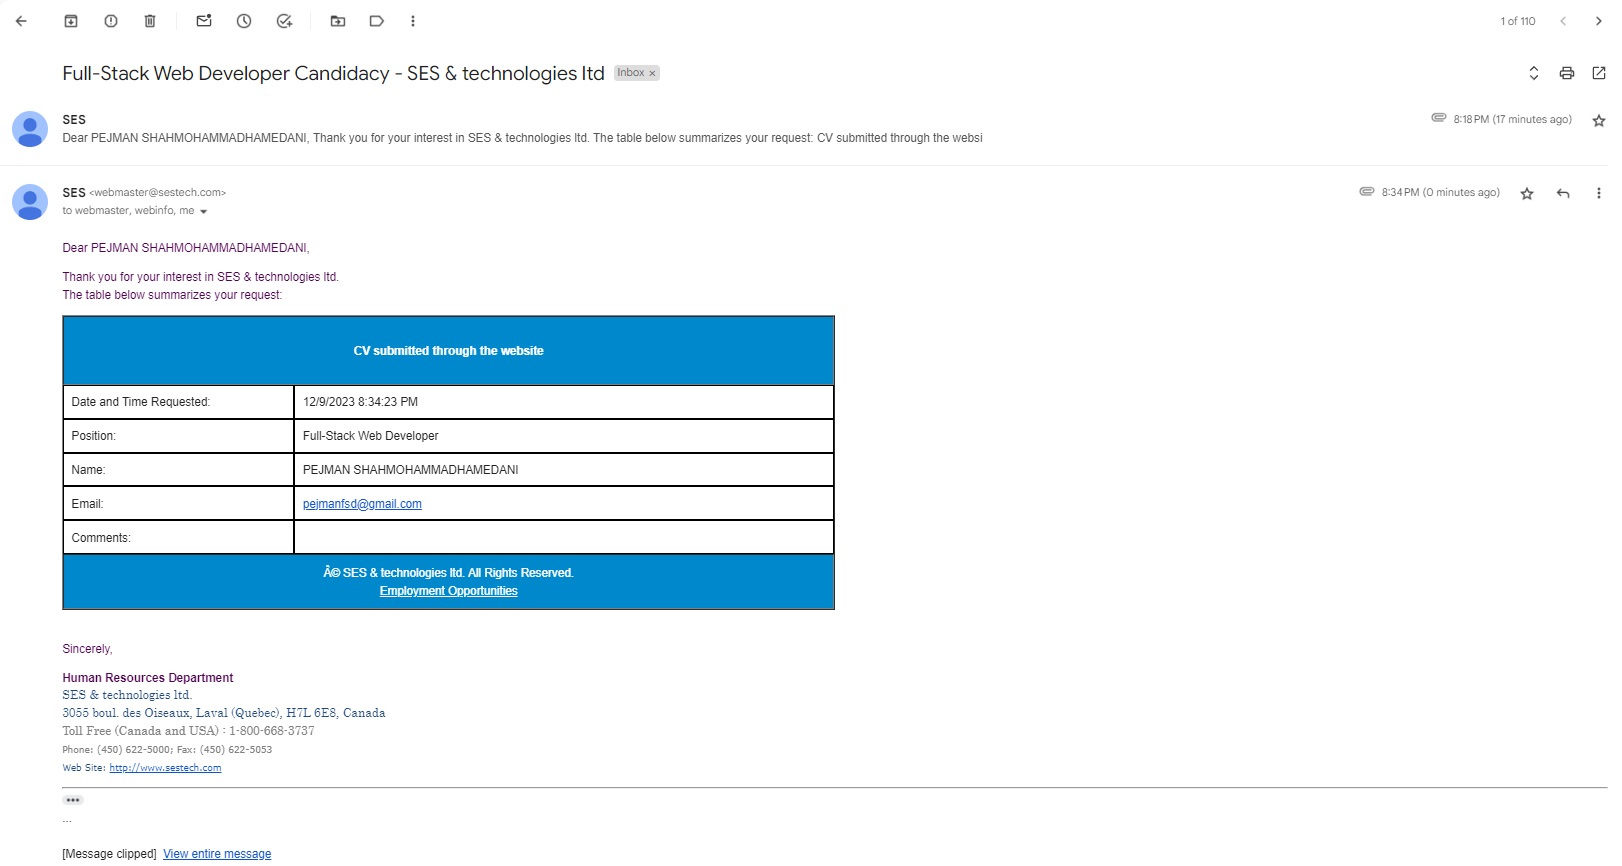 1 of 110
Full-Stack Web Developer Candidacy - SES & technologies ltd Inbox ×
SES
8:18 PM (17 minutes ago)
Dear PEJMAN SHAHMOHAMMADHAMEDANI, Thank you for your interest in SES & technologies ltd. The table below summarizes your request: CV submitted through the websi
SES <webmaster@sestech.com>
8:34 PM (0 minutes ago)
to webmaster, webinfo, me
Dear PEJMAN SHAHMOHAMMADHAMEDANI,
Thank you for your interest in SES & technologies ltd.
The table below summarizes your request:
CV submitted through the website
Date and Time Requested: 12/9/2023 8:34:23 PM
Position: Full-Stack Web Developer
Name: PEJMAN SHAHMOHAMMADHAMEDANI
Email: pejmanfsd@gmail.com
Comments:
Â© SES & technologies ltd. All Rights Reserved.
Employment Opportunities
Sincerely,
Human Resources Department
SES & technologies ltd.
3055 boul. des Oiseaux, Laval (Quebec), H7L 6E8, Canada
Toll Free (Canada and USA) : 1-800-668-3737
Phone: (450) 622-5000; Fax: (450) 622-5053
Web Site: http://www.sestech.com
...
[Message clipped] View entire message